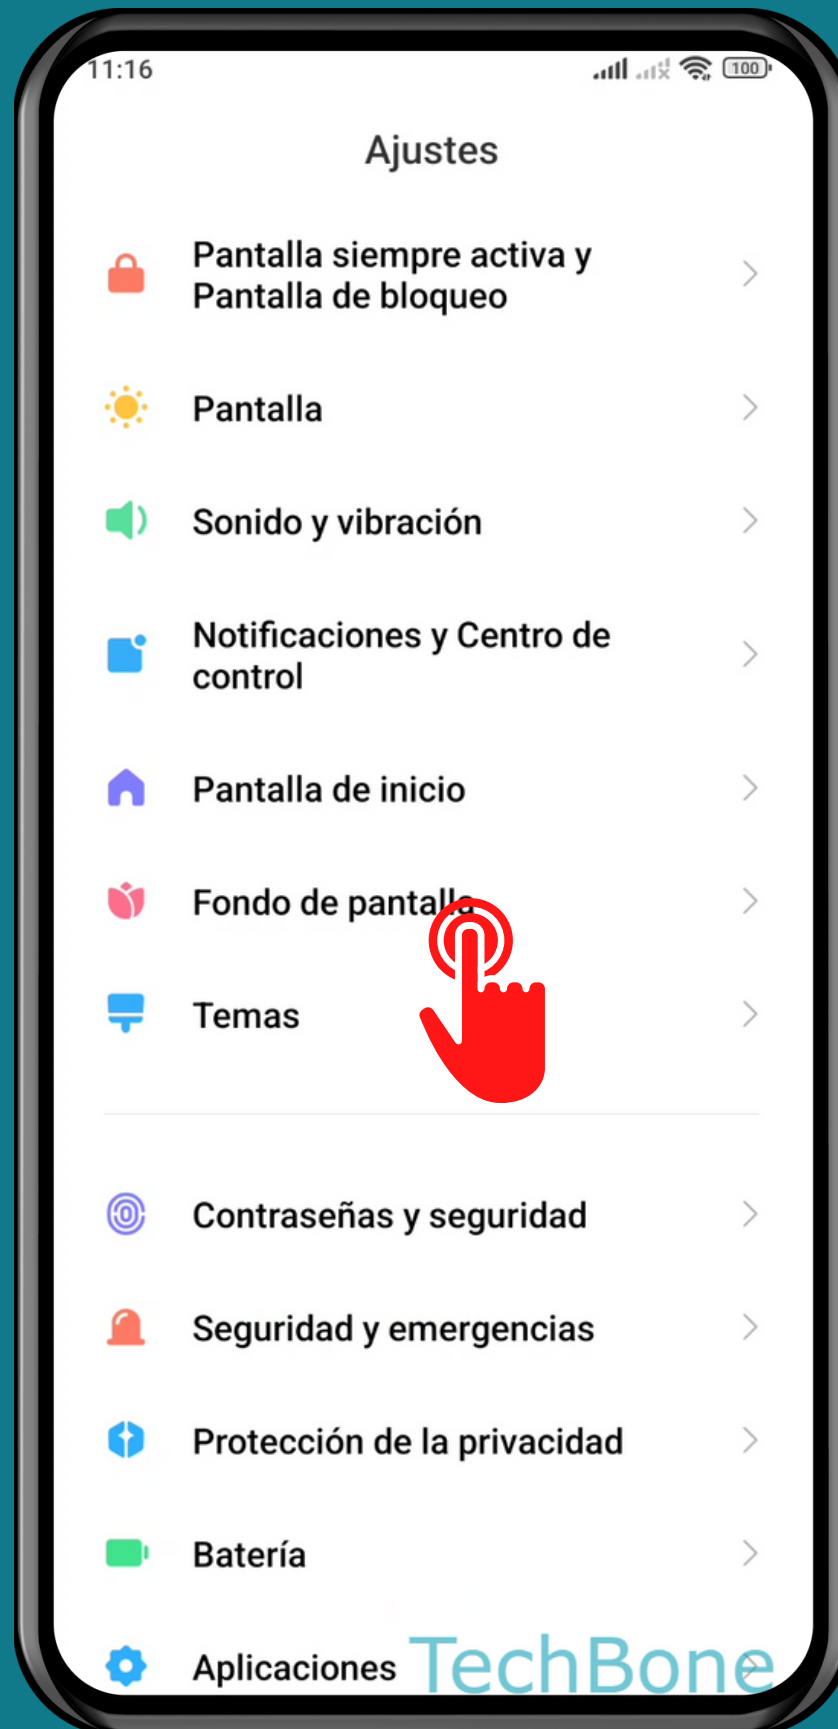 11:16
100
Ajustes
Pantalla siempre activa y
Pantalla de bloqueo
Pantalla
Sonido y vibración
Notificaciones y Centro de
control
Pantalla de inicio
Fondo de pantalla
Temas
Contraseñas y seguridad
Seguridad y emergencias
Protección de la privacidad
Batería
Aplicaciones
TechBone